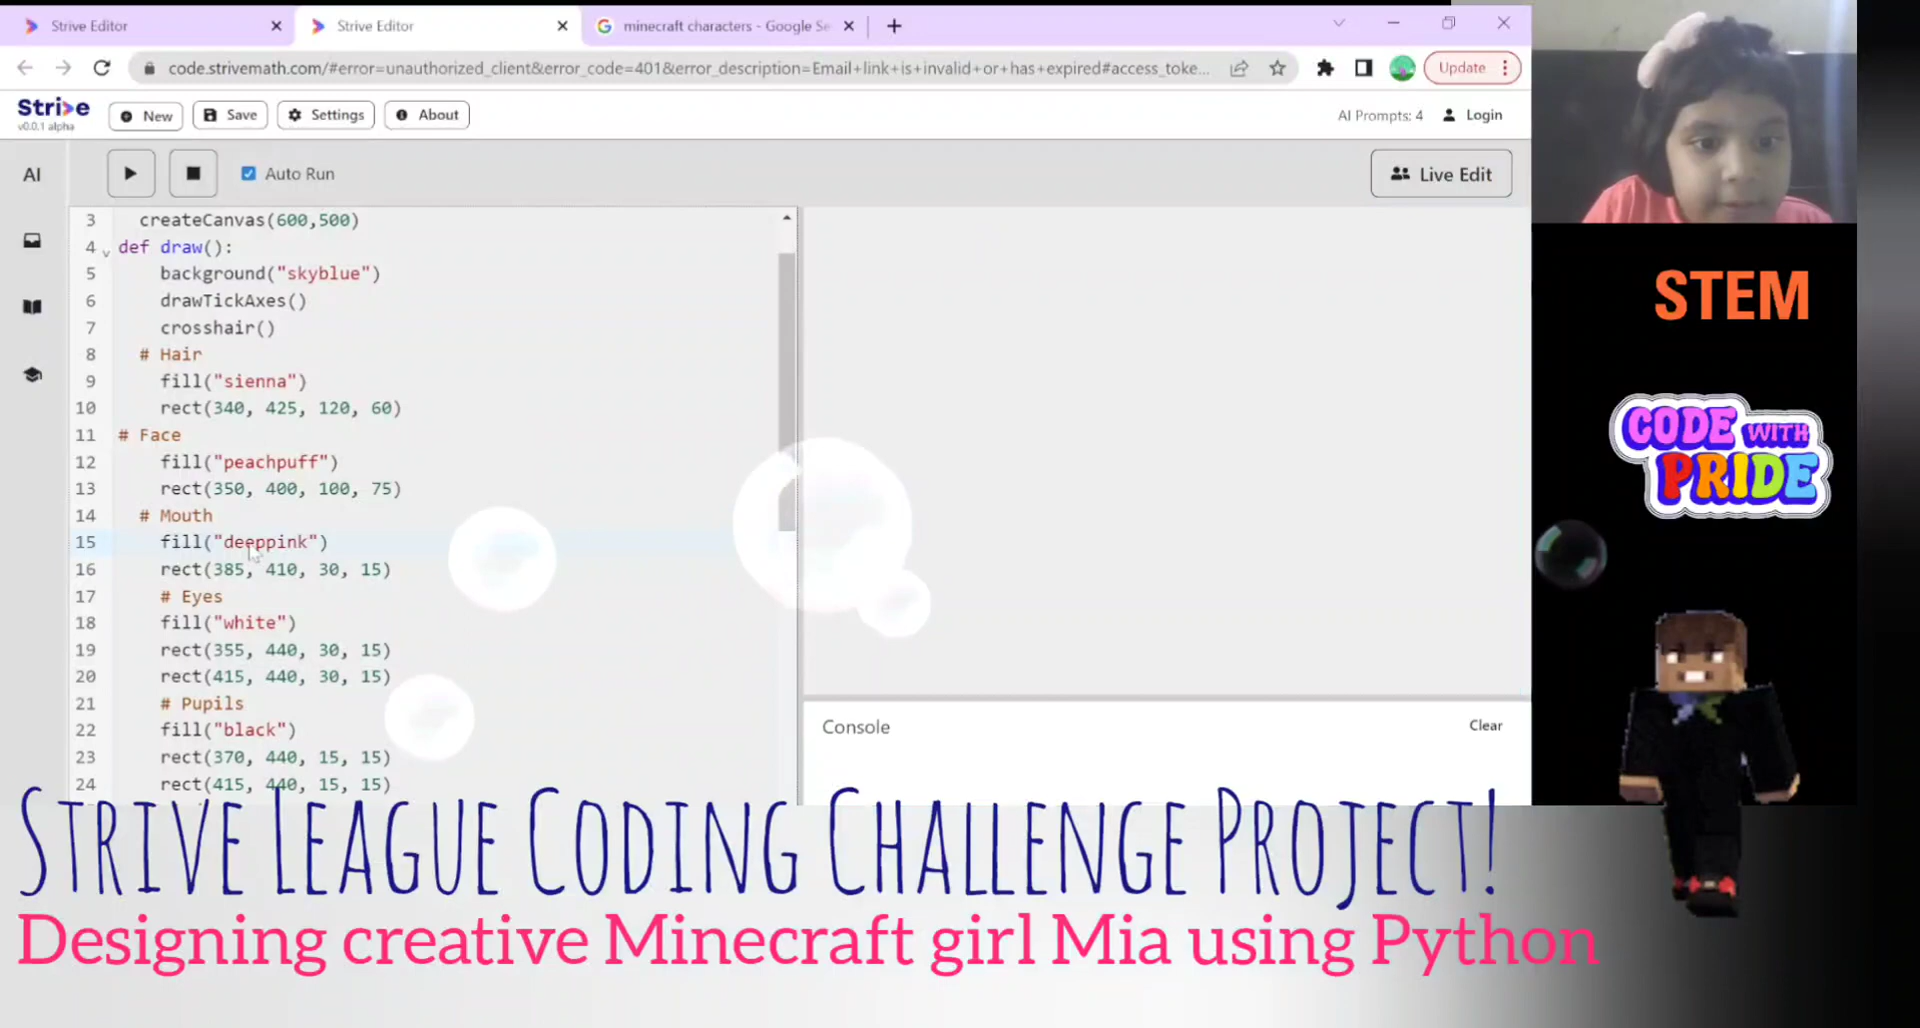 Strive Editor
Strive Editor
minecraft characters - Google Se
code.strivemath.com/#error=unauthorized_client&error_code=401&error_description=Email+link+is+invalid+or+has+expired#access_toke...
Update
Strive
v0.0.1 alpha
New
Save
Settings
About
AI Prompts: 4
Login
AI
Auto Run
Live Edit
3 createCanvas(600,500)
4 def draw():
5 background("skyblue")
6 drawTickAxes()
7 crosshair()
8 # Hair
9 fill("sienna")
10 rect(340, 425, 120, 60)
11 # Face
12 fill("peachpuff")
13 rect(350, 400, 100, 75)
14 # Mouth
15 fill("deeppink")
16 rect(385, 410, 30, 15)
17 # Eyes
18 fill("white")
19 rect(355, 440, 30, 15)
20 rect(415, 440, 30, 15)
21 # Pupils
22 fill("black")
23 rect(370, 440, 15, 15)
24 rect(415, 440, 15, 15)
Console
Clear
STEM
CODE WITH
PRIDE
STRIVE LEAGUE CODING CHALLENGE PROJECT!
Designing creative Minecraft girl Mia using Python